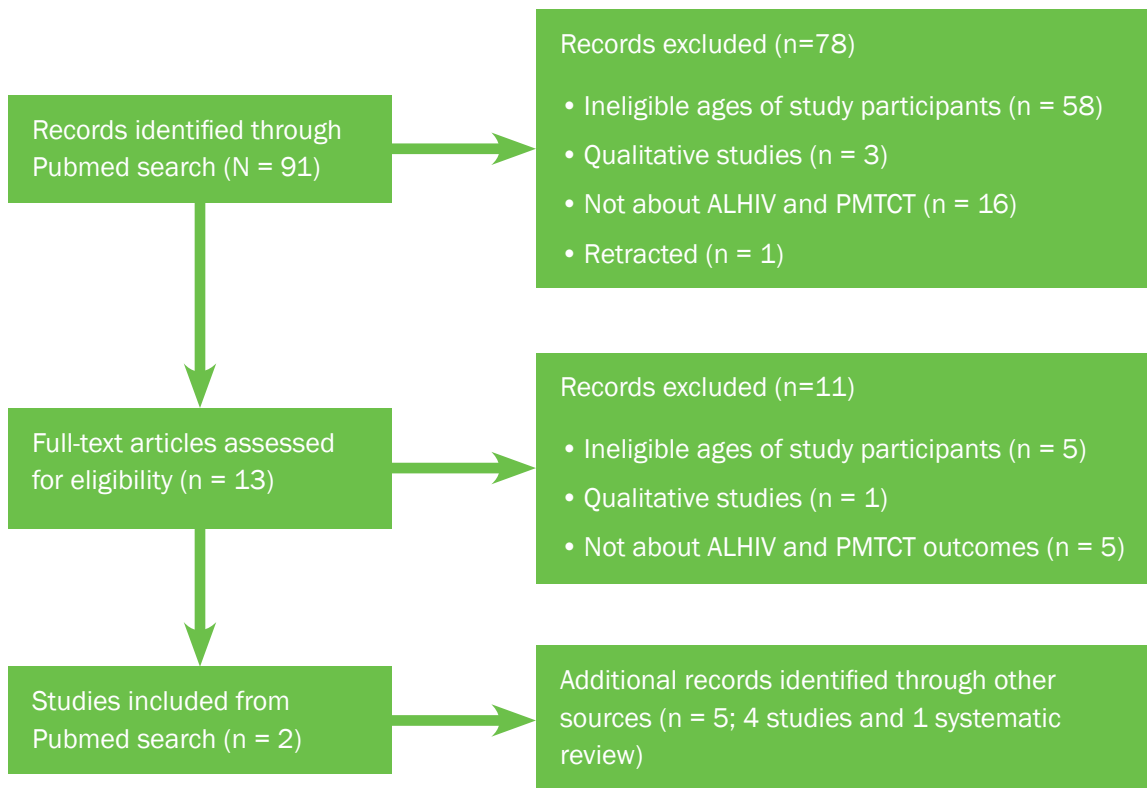 Records identified through
Pubmed search (N = 91)
Records excluded (n=78)
• Ineligible ages of study participants (n = 58)
• Qualitative studies (n = 3)
• Not about ALHIV and PMTCT (n = 16)
• Retracted (n = 1)
Full-text articles assessed
for eligibility (n = 13)
Records excluded (n=11)
• Ineligible ages of study participants (n = 5)
• Qualitative studies (n = 1)
• Not about ALHIV and PMTCT outcomes (n = 5)
Studies included from
Pubmed search (n = 2)
Additional records identified through other
sources (n = 5; 4 studies and 1 systematic
review)